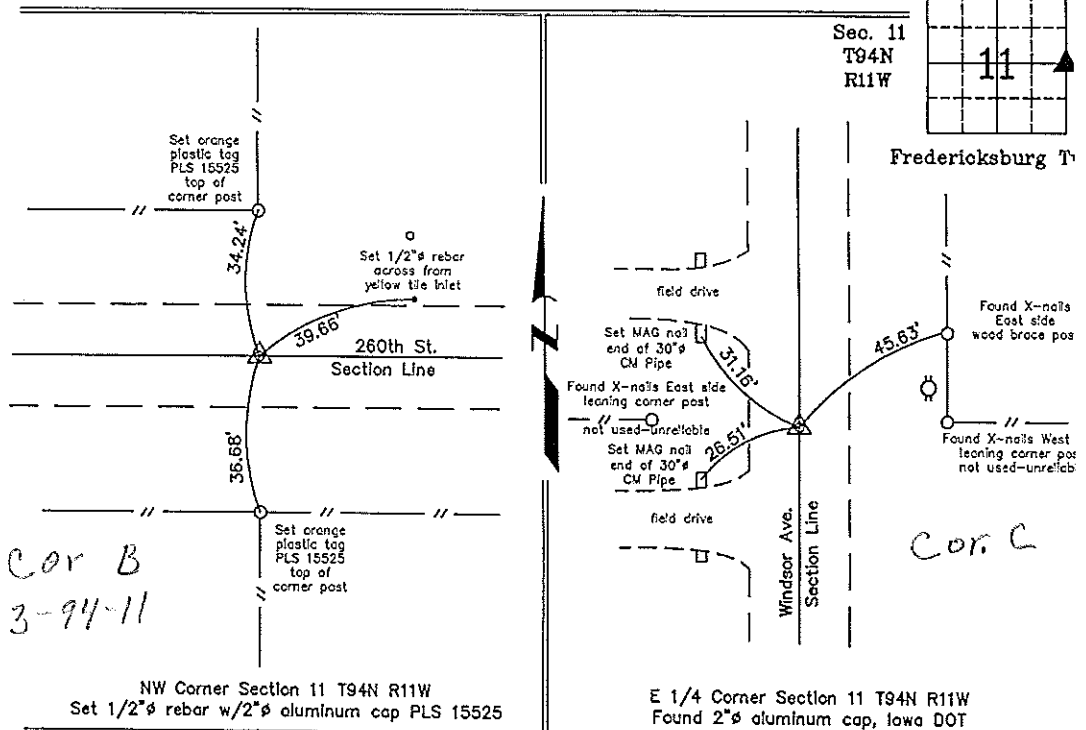 Sec. 11
T94N
R11W
11
Fredericksburg T
Set orange
plastic tag
PLS 15525
top of
corner post
34.24'
Set 1/2"ø rebar
across from
yellow tile inlet
39.66'
260th St.
Section Line
36.68'
Set orange
plastic tag
PLS 15525
top of
corner post
Cor B
3-94-11
NW Corner Section 11 T94N R11W
Set 1/2"ø rebar w/2"ø aluminum cap PLS 15525
N
field drive
Set MAG nail
end of 30"ø
CM Pipe
31.16'
Found X-nails East side
leaning corner post
not used-unreliable
Set MAG nail
end of 30"ø
CM Pipe
26.51'
field drive
Windsor Ave.
Section Line
45.63'
Found X-nails
East side
wood brace pos
Found X-nails West
leaning corner pos
not used-unreliab
Cor. C
E 1/4 Corner Section 11 T94N R11W
Found 2"ø aluminum cap, Iowa DOT